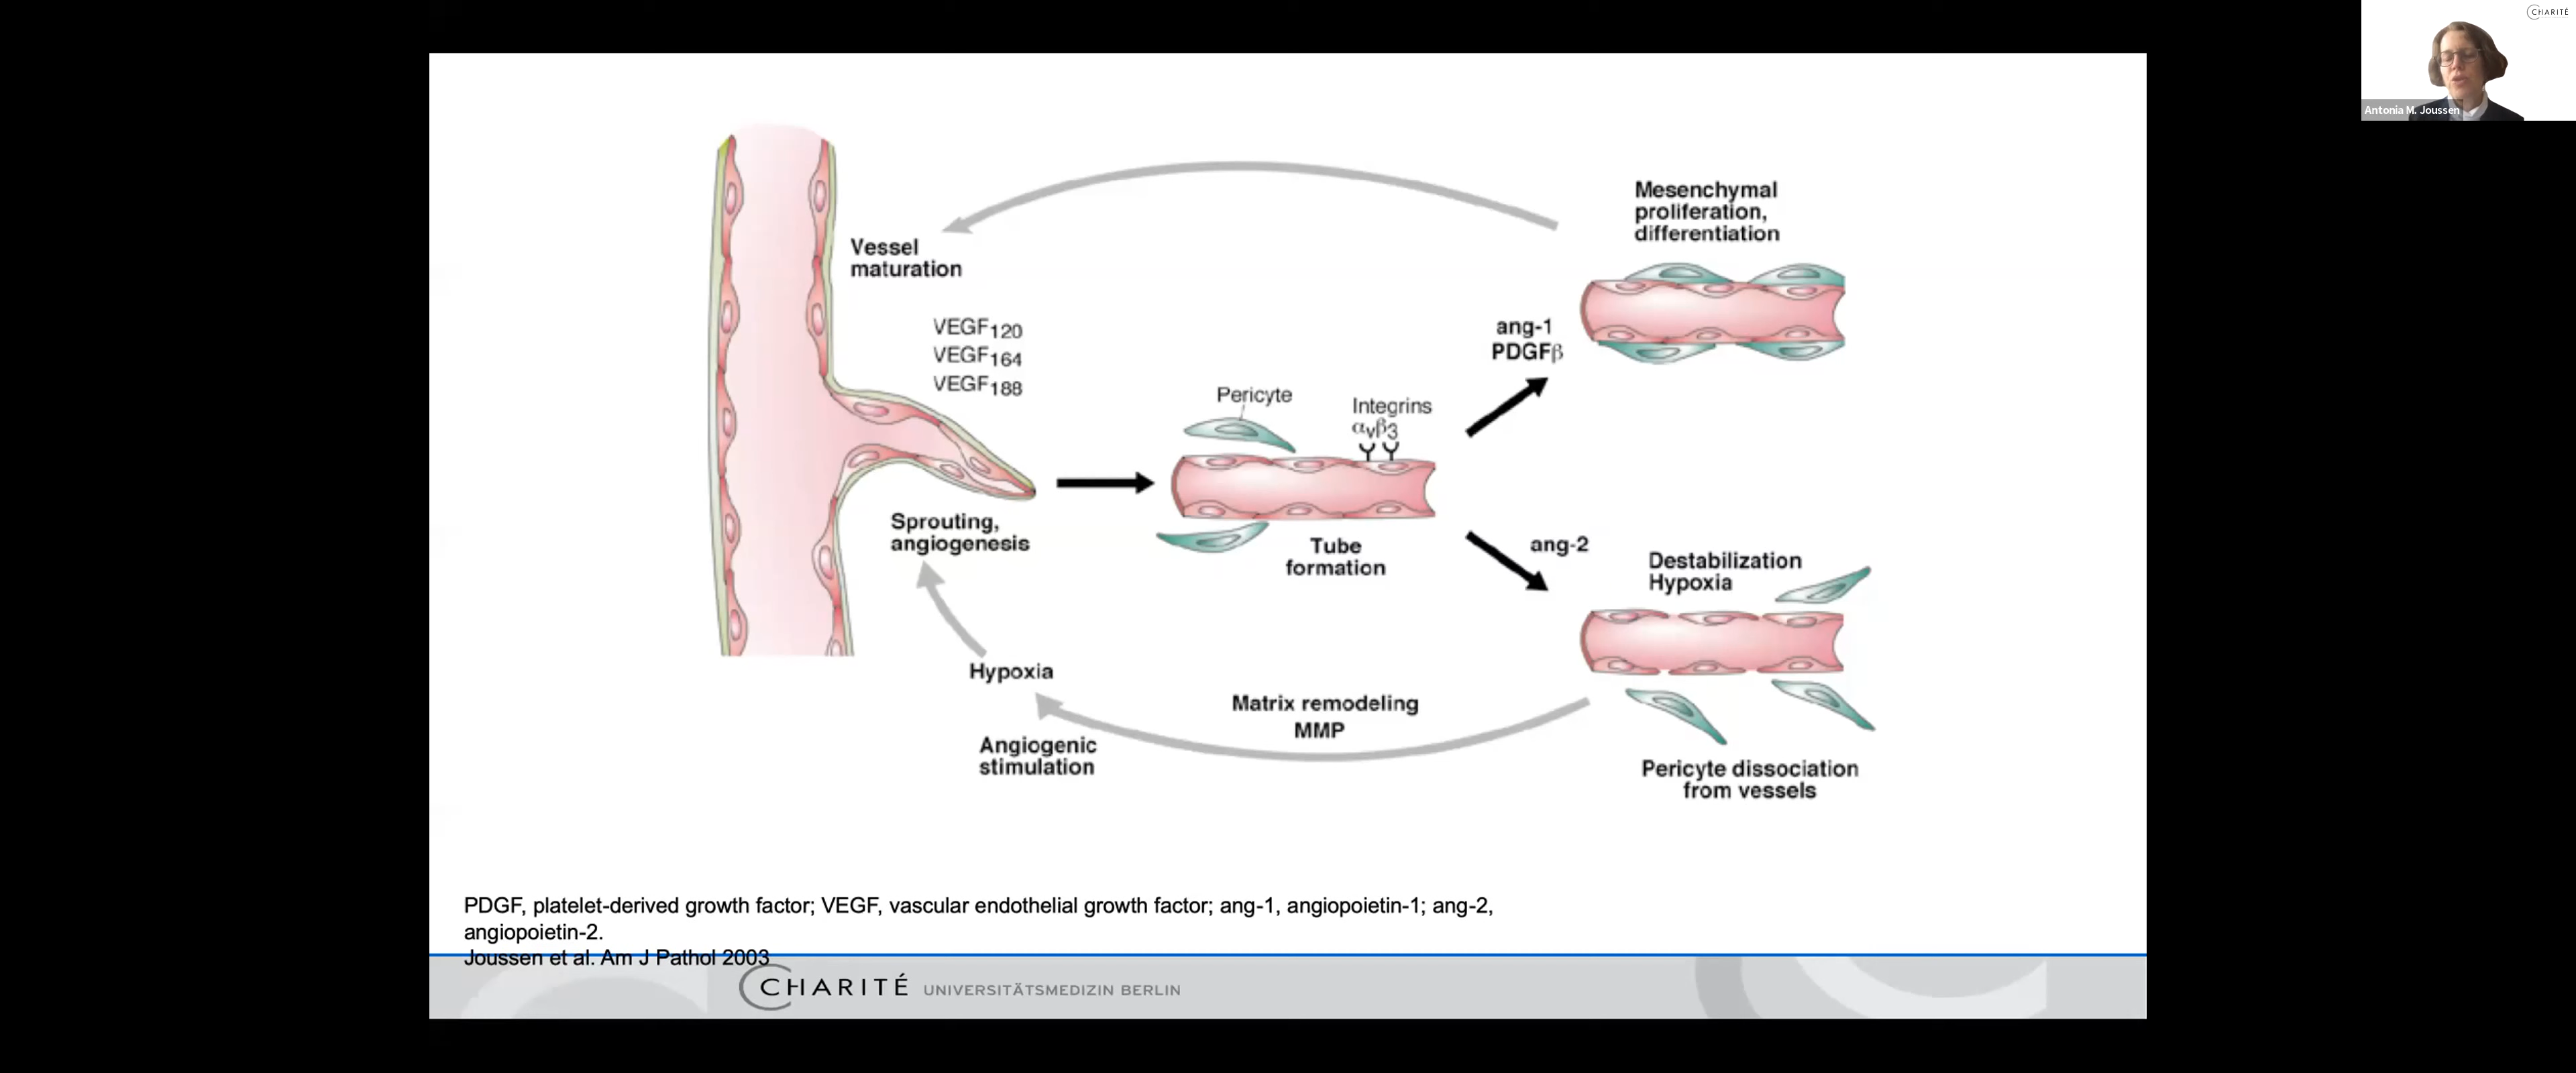 CHARITÉ
Antonia M. Joussen
Vessel
maturation
VEGF120
VEGF164
VEGF188
Sprouting,
angiogenesis
Hypoxia
Angiogenic
stimulation
Pericyte
Integrins
αvβ3
Tube
formation
Matrix remodeling
MMP
ang-1
PDGFβ
Mesenchymal
proliferation,
differentiation
ang-2
Destabilization
Hypoxia
Pericyte dissociation
from vessels
PDGF, platelet-derived growth factor; VEGF, vascular endothelial growth factor; ang-1, angiopoietin-1; ang-2,
angiopoietin-2.
Joussen et al. Am J Pathol 2003
CHARITÉ UNIVERSITÄTSMEDIZIN BERLIN